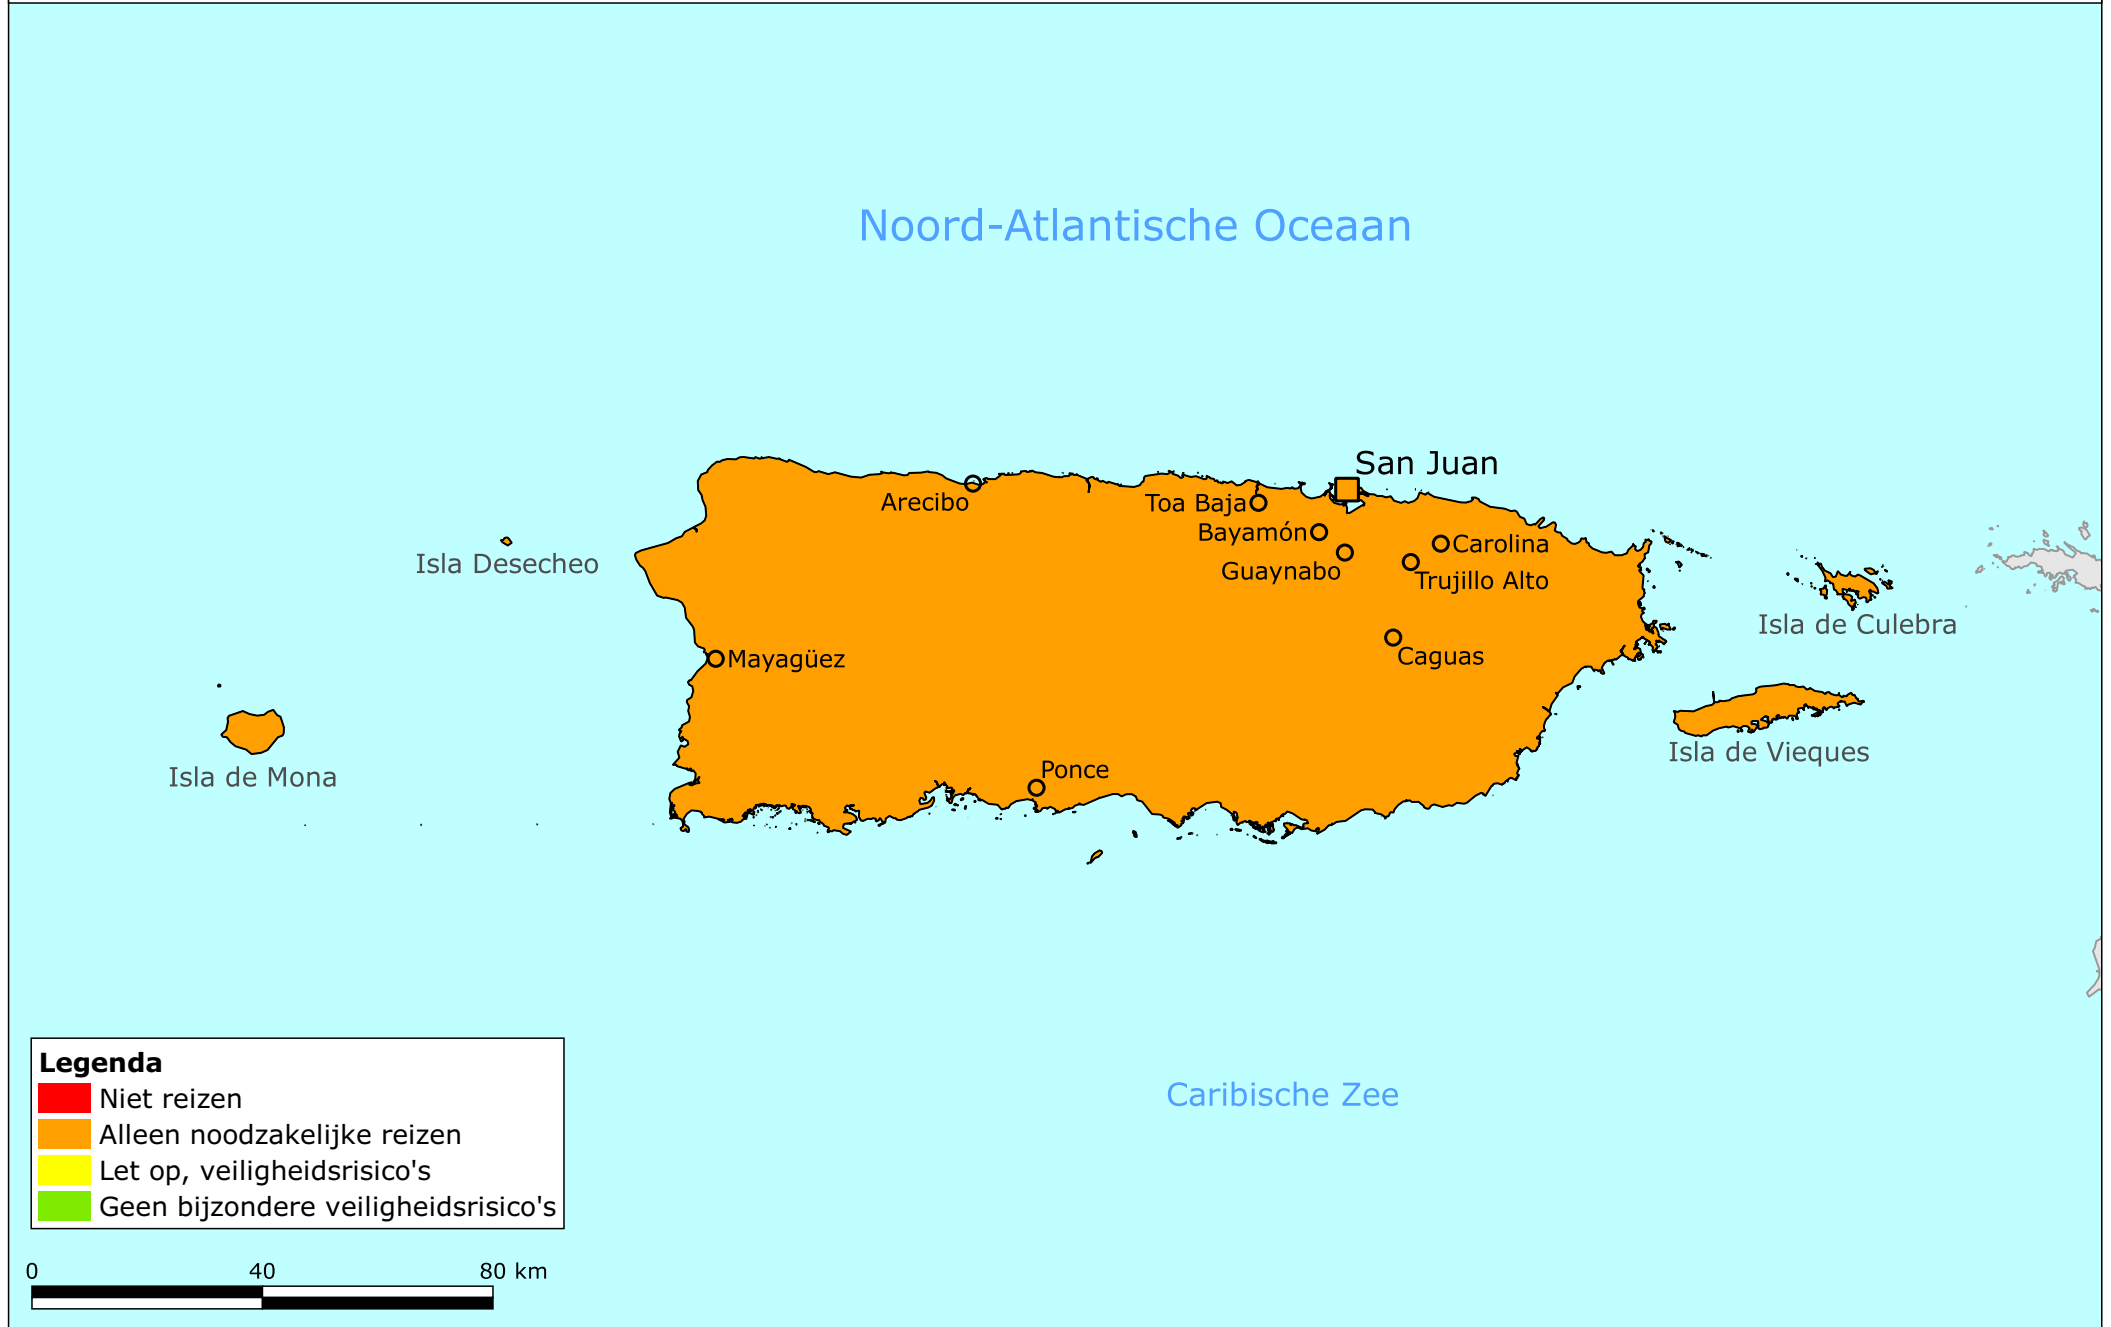 Noord-Atlantische Oceaan
San Juan
Arecibo
Toa Baja
Bayamón
Carolina
Guaynabo
Trujillo Alto
Isla Desecheo
Isla de Culebra
Mayagüez
Caguas
Isla de Vieques
Isla de Mona
Ponce
Caribische Zee
Legenda
Niet reizen
Alleen noodzakelijke reizen
Let op, veiligheidsrisico's
Geen bijzondere veiligheidsrisico's
0 40 80 km